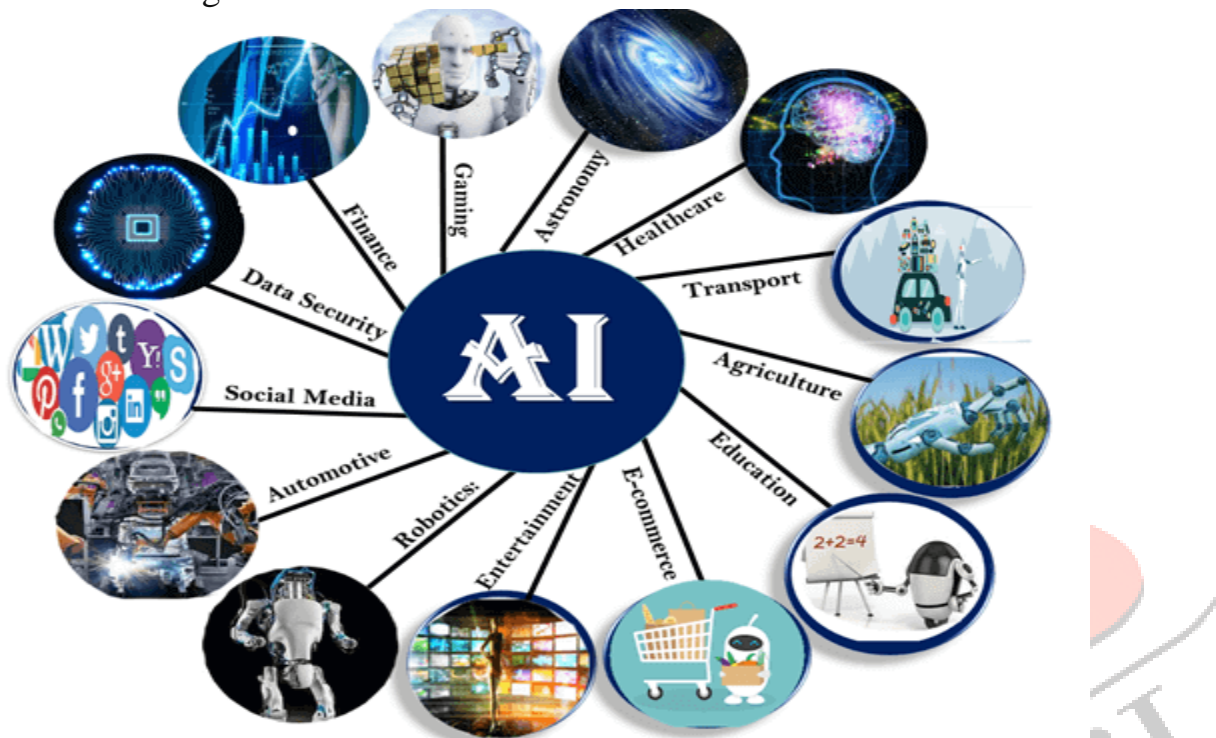 Gaming
Astronomy
Healthcare
Transport
Agriculture
Education
E-commerce
Entertainment
Robotics:
Automotive
Social Media
Data Security
Finance
AI
2+2=4
W
t
Y!
S
f
g+
in